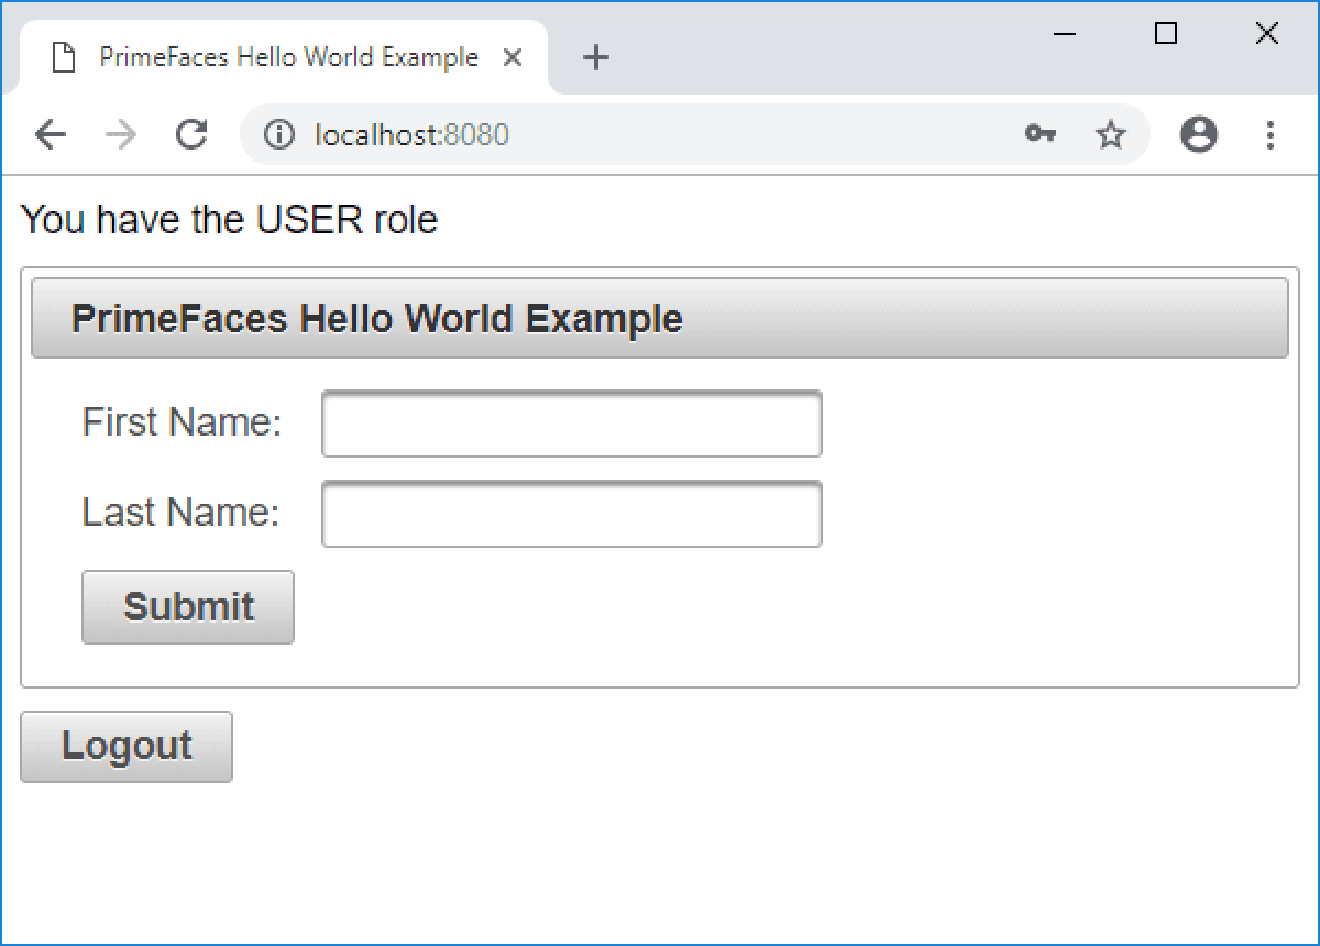 PrimeFaces Hello World Example
localhost:8080
You have the USER role
PrimeFaces Hello World Example
First Name:
Last Name:
Submit
Logout